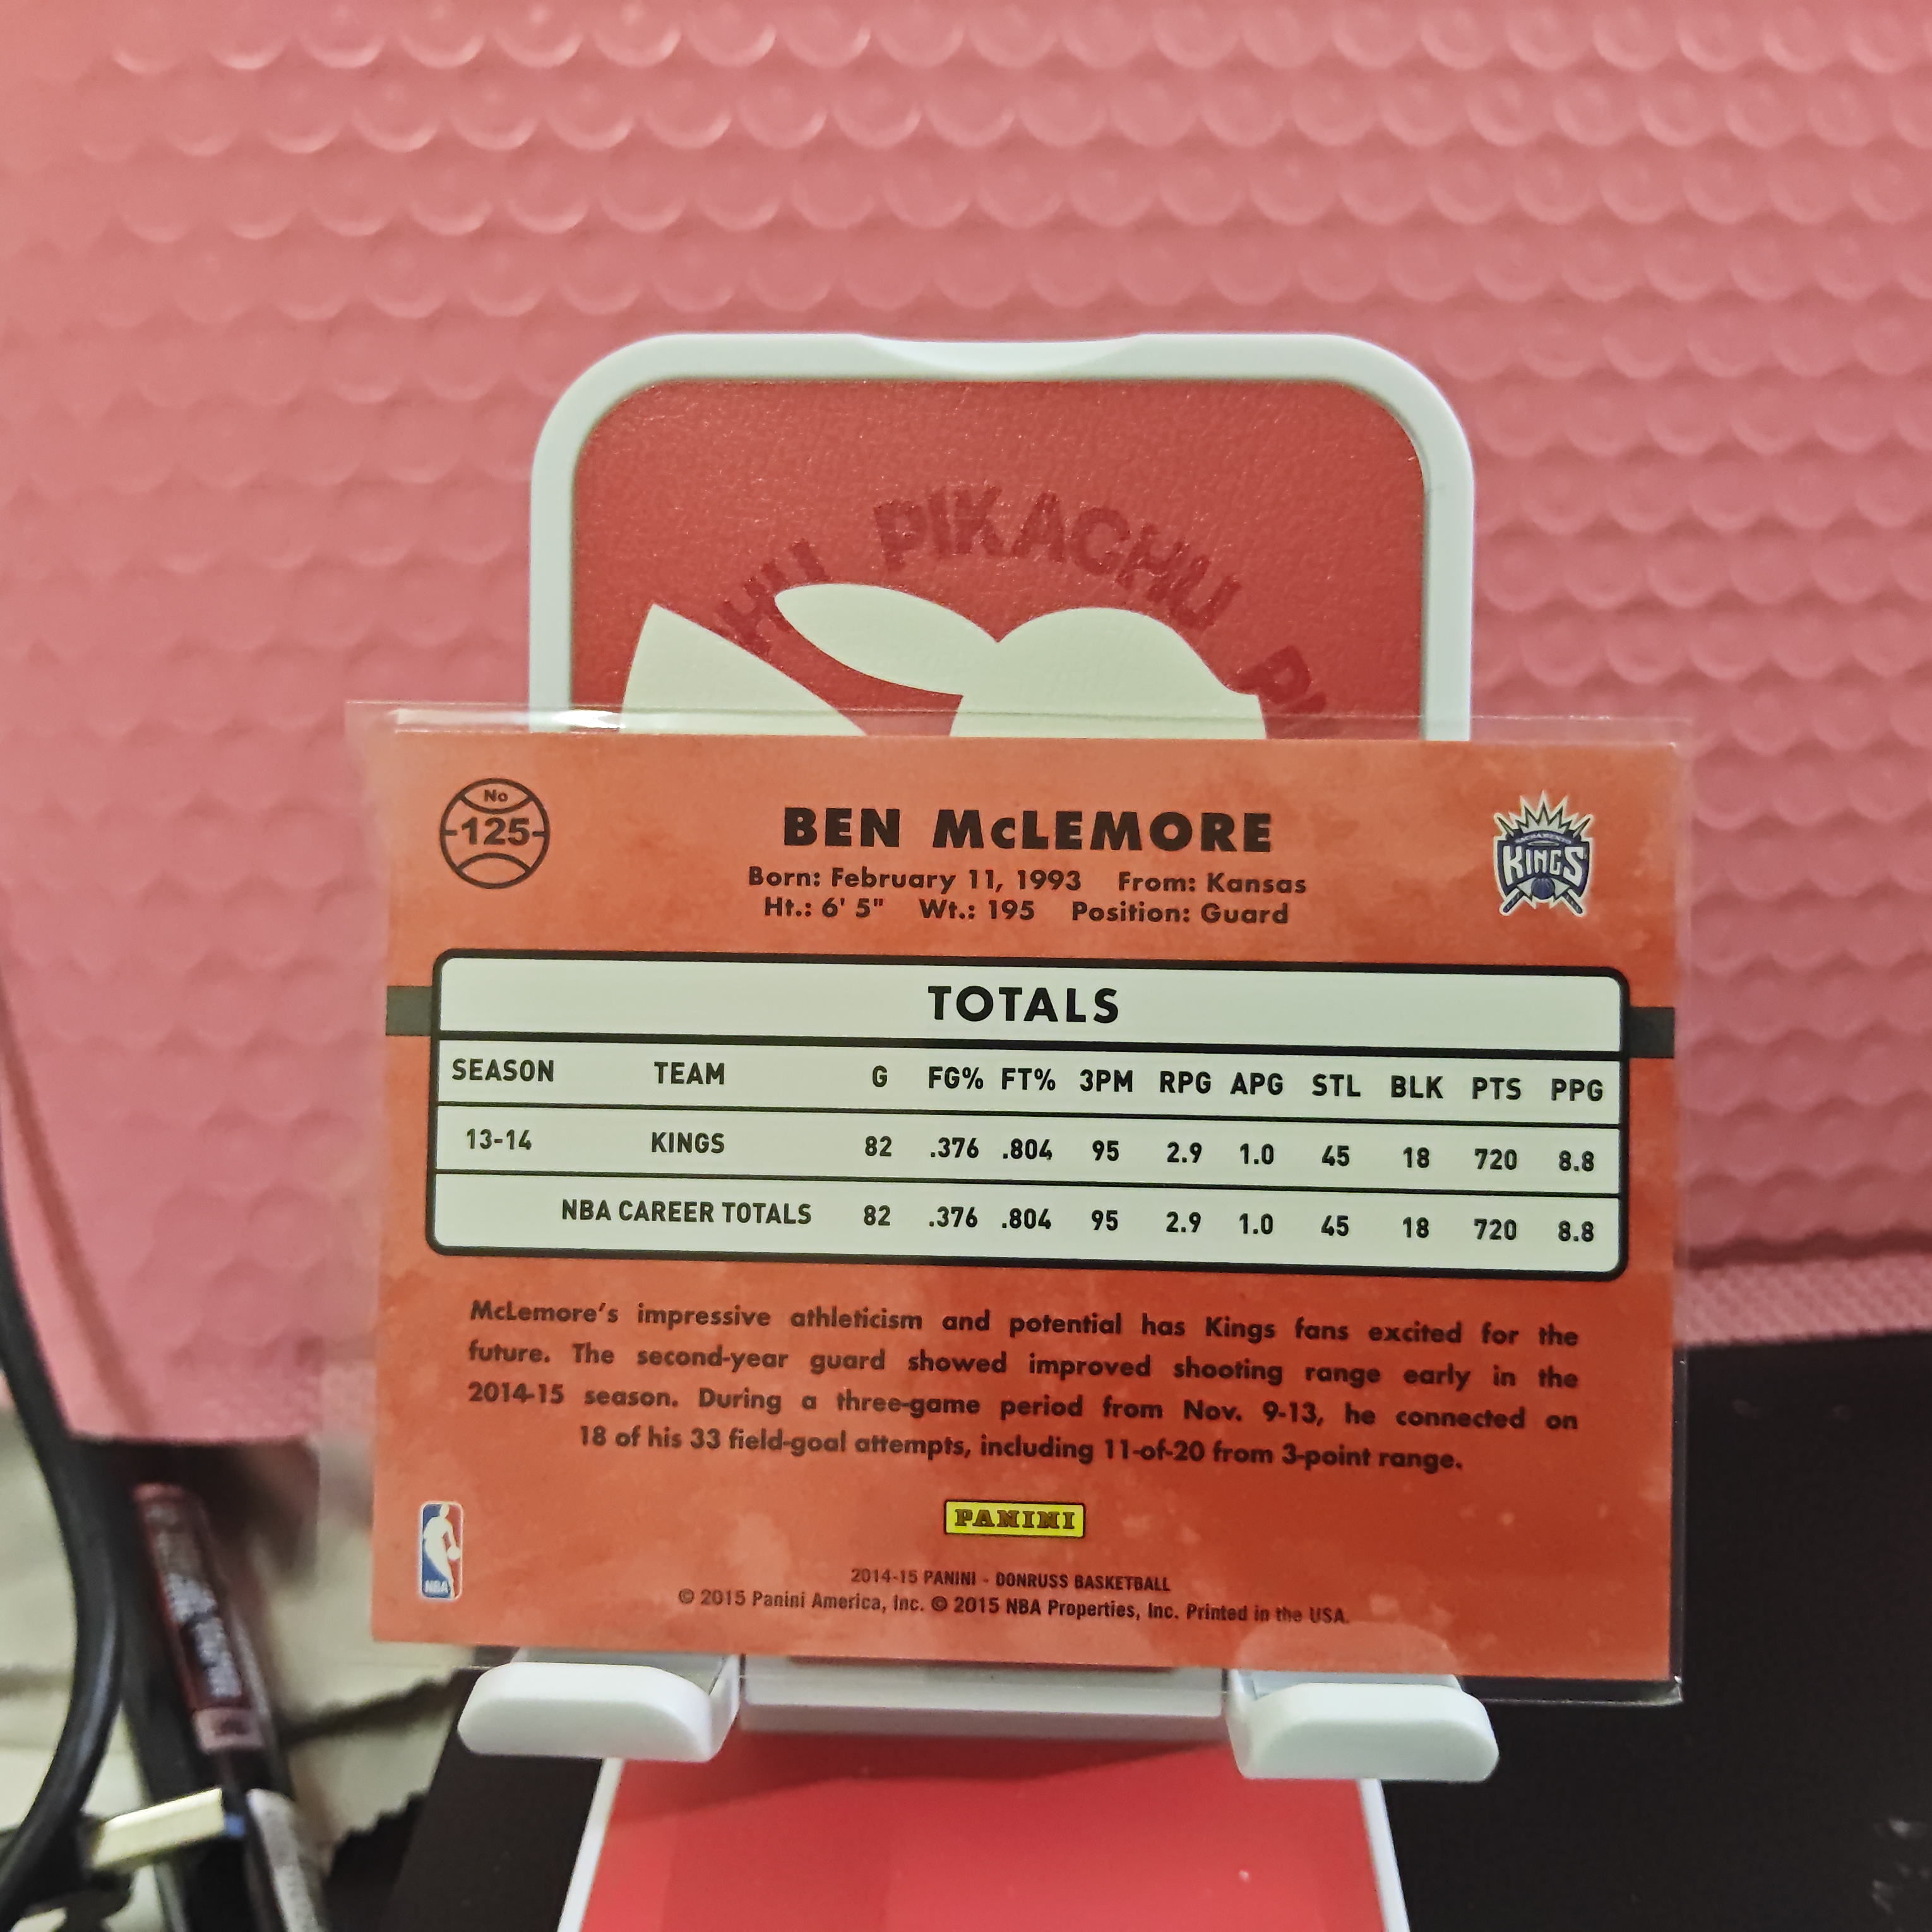 HU PIKACHU PI
No
125
BEN McLEMORE
Born: February 11, 1993 From: Kansas
Ht.: 6' 5" Wt.: 195 Position: Guard
SACRAMENTO
KINGS
TOTALS
SEASON TEAM G FG% FT% 3PM RPG APG STL BLK PTS PPG
13-14 KINGS 82 .376 .804 95 2.9 1.0 45 18 720 8.8
NBA CAREER TOTALS 82 .376 .804 95 2.9 1.0 45 18 720 8.8
McLemore's impressive athleticism and potential has Kings fans excited for the
future. The second-year guard showed improved shooting range early in the
2014-15 season. During a three-game period from Nov. 9-13, he connected on
18 of his 33 field-goal attempts, including 11-of-20 from 3-point range.
NBA
PANINI
2014-15 PANINI - DONRUSS BASKETBALL
© 2015 Panini America, Inc. © 2015 NBA Properties, Inc. Printed in the USA.